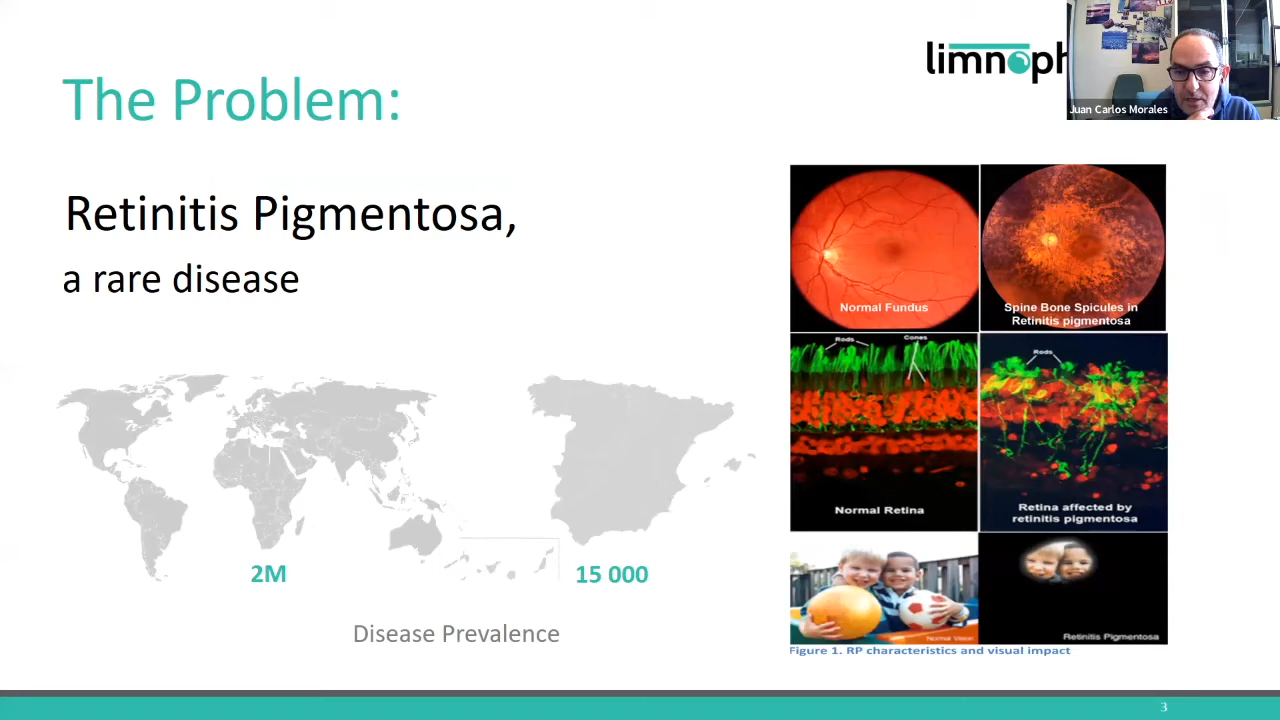 The Problem:
limnoph
Juan Carlos Morales
Retinitis Pigmentosa,
a rare disease
2M
15 000
Disease Prevalence
Normal Fundus
Spine Bone Spicules in
Retinitis pigmentosa
Rods
Cones
Rods
Normal Retina
Retina affected by
retinitis pigmentosa
Normal Vision
Retinitis Pigmentosa
Figure 1. RP characteristics and visual impact
3